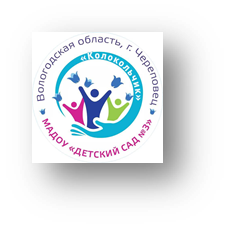 Вологодская область, г. Череповец
«Колокольчик»
МАДОУ «ДЕТСКИЙ САД №3»